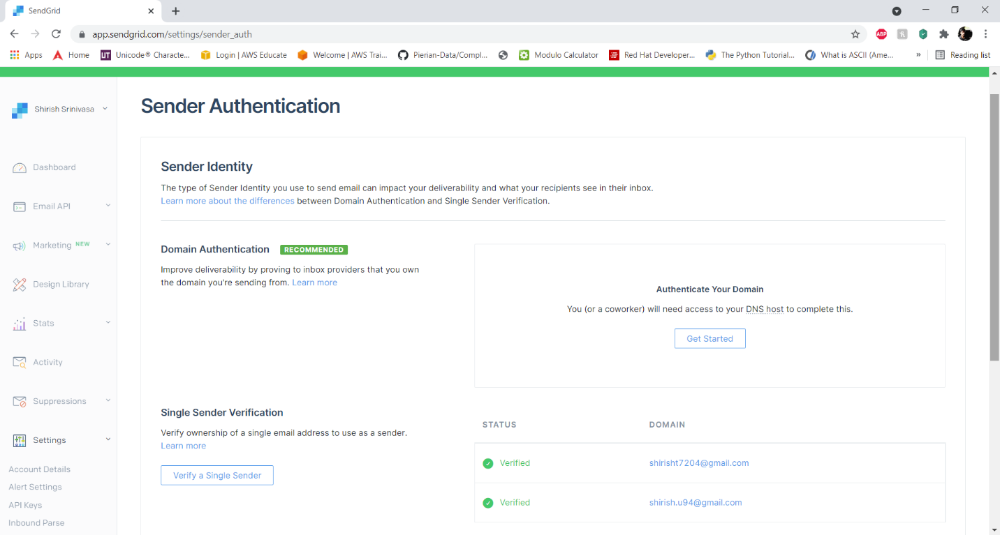 SendGrid
app.sendgrid.com/settings/sender_auth
ABP
Apps
Home
UT
Unicode® Characte...
Login | AWS Educate
Welcome | AWS Trai...
Pierian-Data/Compl...
Modulo Calculator
Red Hat Developer...
The Python Tutorial...
What is ASCII (Ame...
»
Reading list
Shirish Srinivasa
Dashboard
Email API
Marketing NEW
Design Library
Stats
Activity
Suppressions
Settings
Account Details
Alert Settings
API Keys
Inbound Parse
Sender Authentication
Sender Identity
The type of Sender Identity you use to send email can impact your deliverability and what your recipients see in their inbox.
Learn more about the differences between Domain Authentication and Single Sender Verification.
Domain Authentication RECOMMENDED
Improve deliverability by proving to inbox providers that you own
the domain you're sending from. Learn more
Authenticate Your Domain
You (or a coworker) will need access to your DNS host to complete this.
Get Started
Single Sender Verification
Verify ownership of a single email address to use as a sender.
Learn more
Verify a Single Sender
STATUS DOMAIN
Verified shirisht7204@gmail.com
Verified shirish.u94@gmail.com